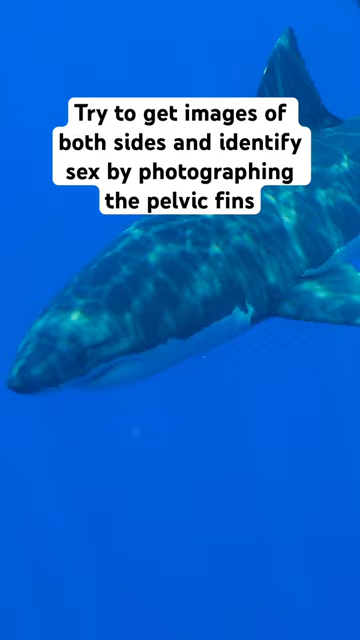 Try to get images of
both sides and identify
sex by photographing
the pelvic fins